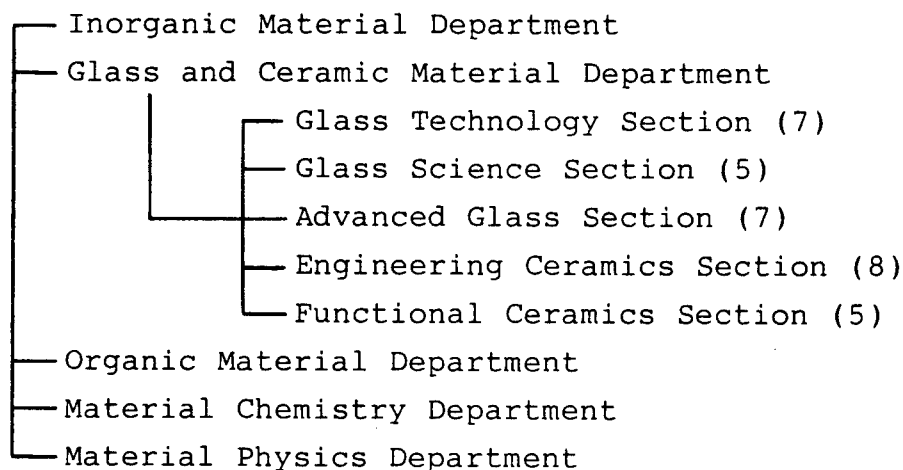 Inorganic Material Department
Glass and Ceramic Material Department
Glass Technology Section (7)
Glass Science Section (5)
Advanced Glass Section (7)
Engineering Ceramics Section (8)
Functional Ceramics Section (5)
Organic Material Department
Material Chemistry Department
Material Physics Department